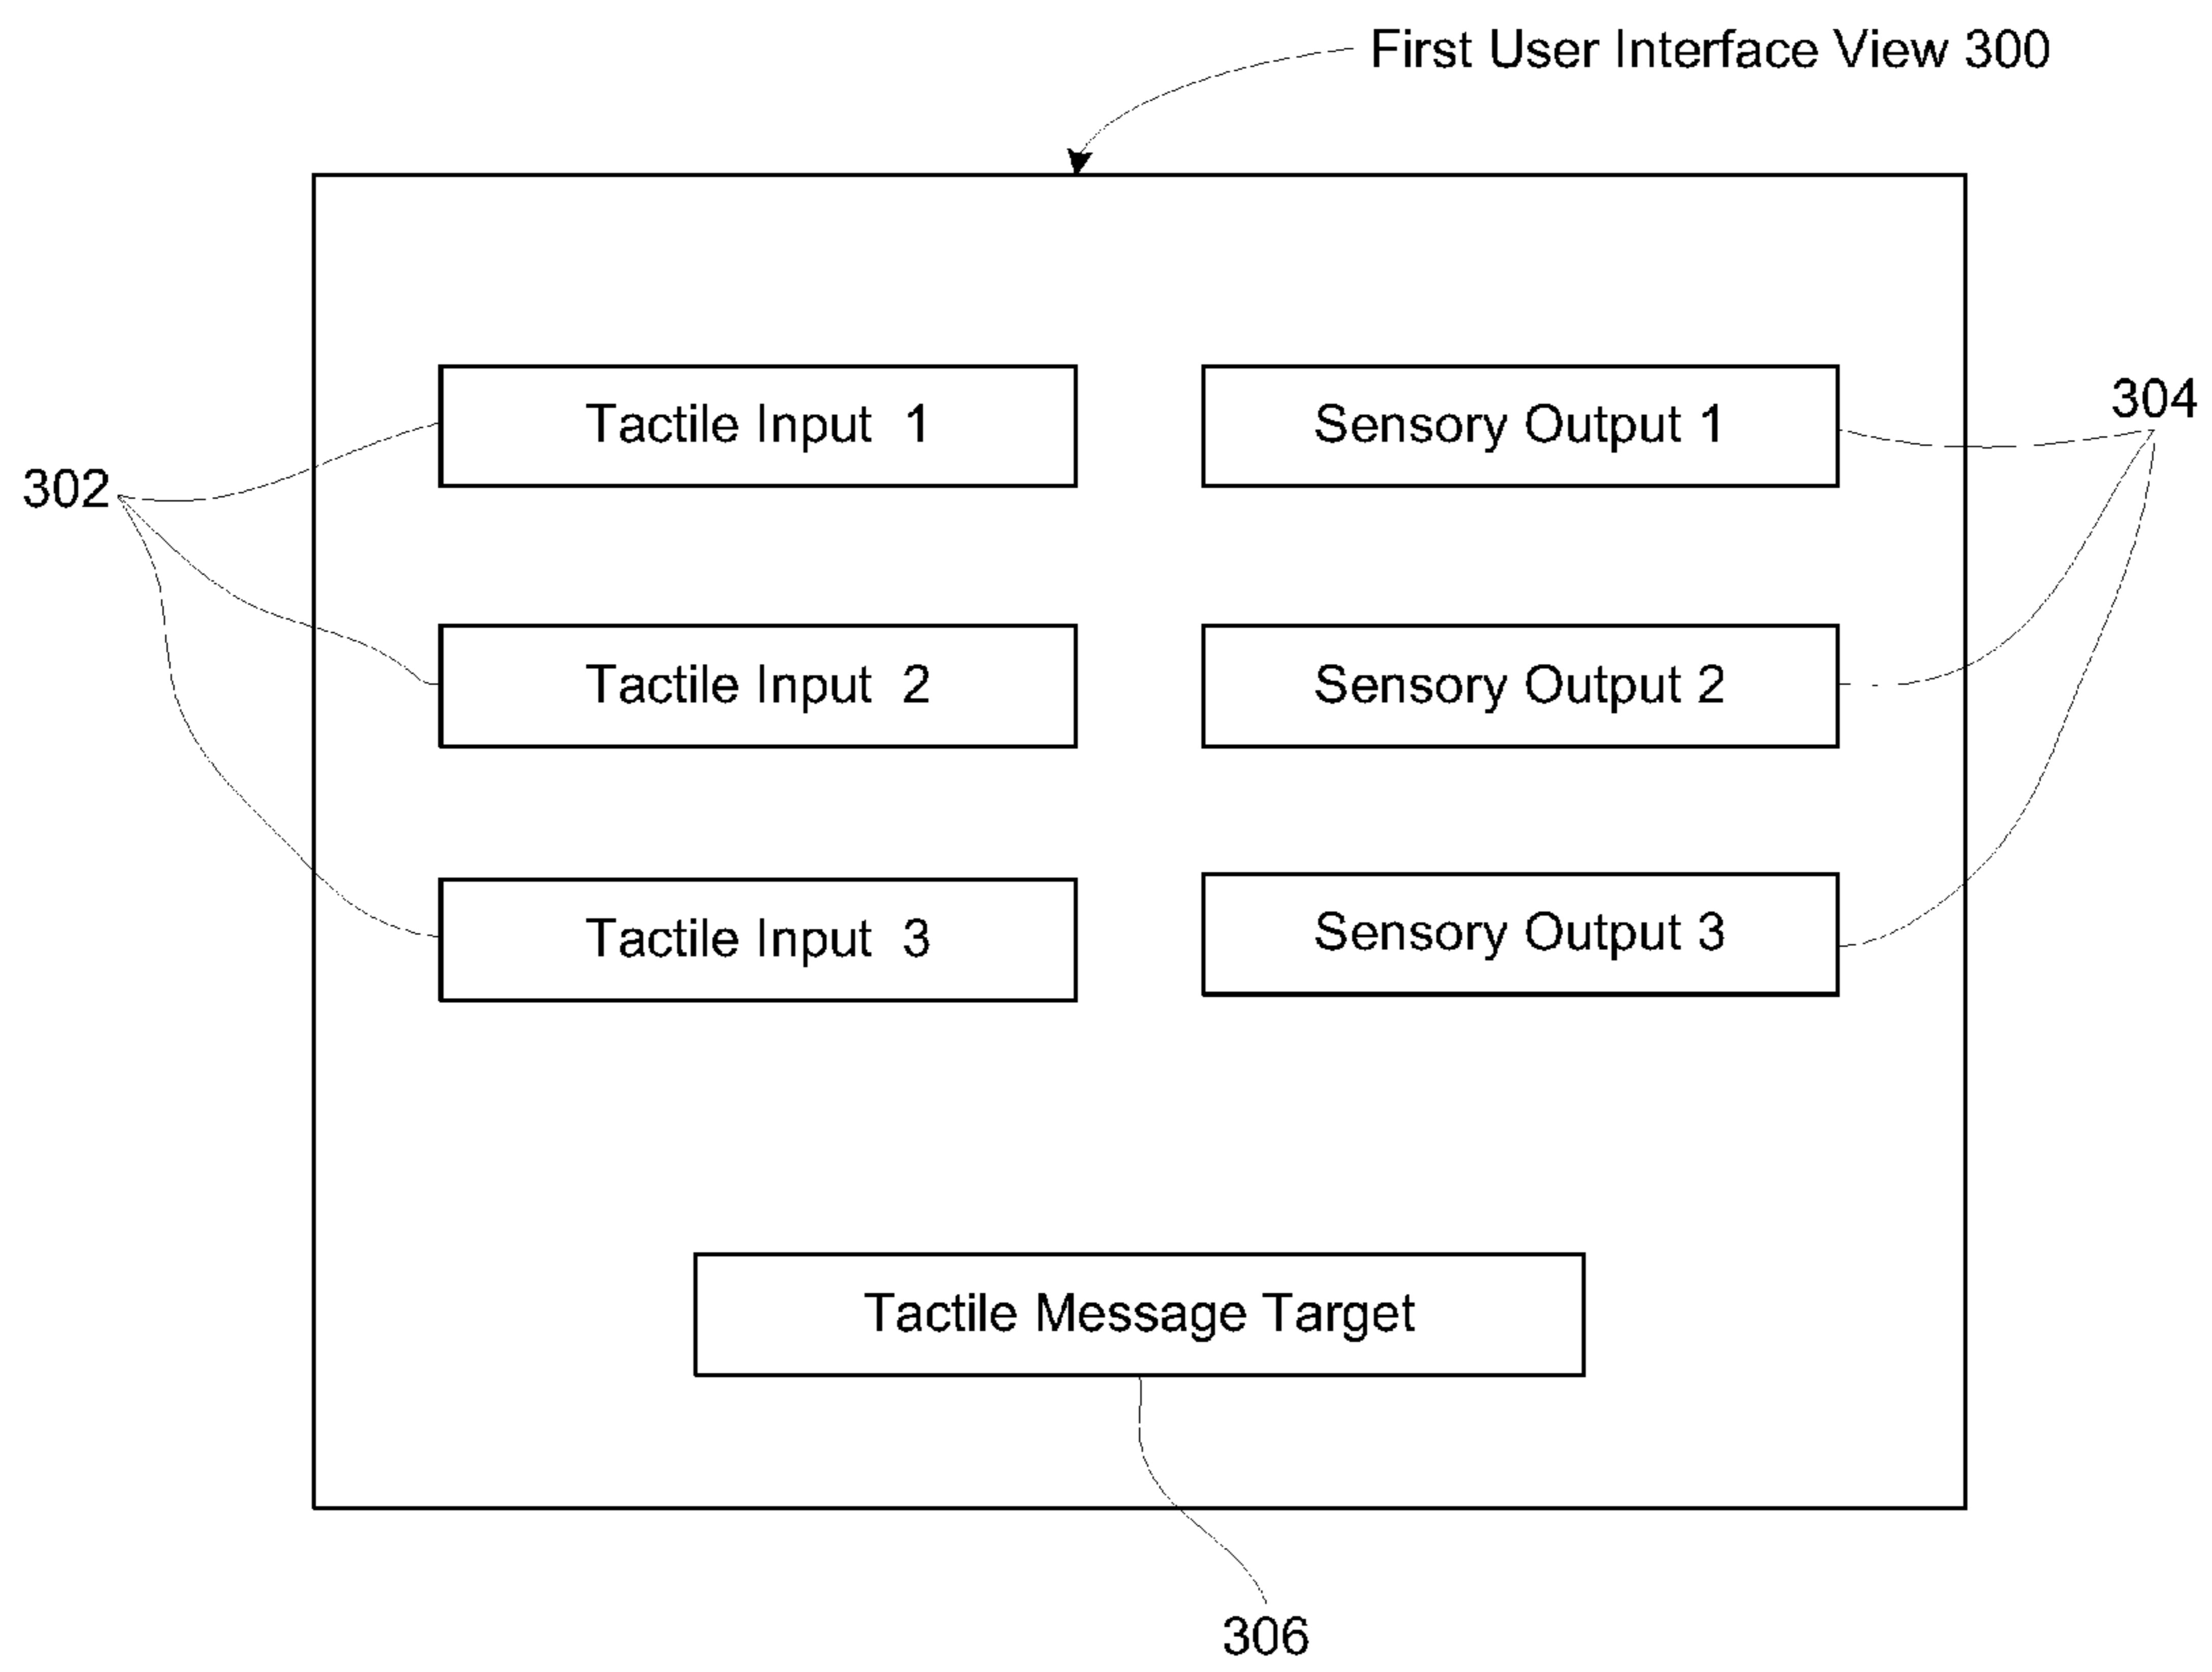 First User Interface View 300
304
302
Tactile Input 1
Sensory Output 1
Tactile Input 2
Sensory Output 2
Tactile Input 3
Sensory Output 3
Tactile Message Target
306